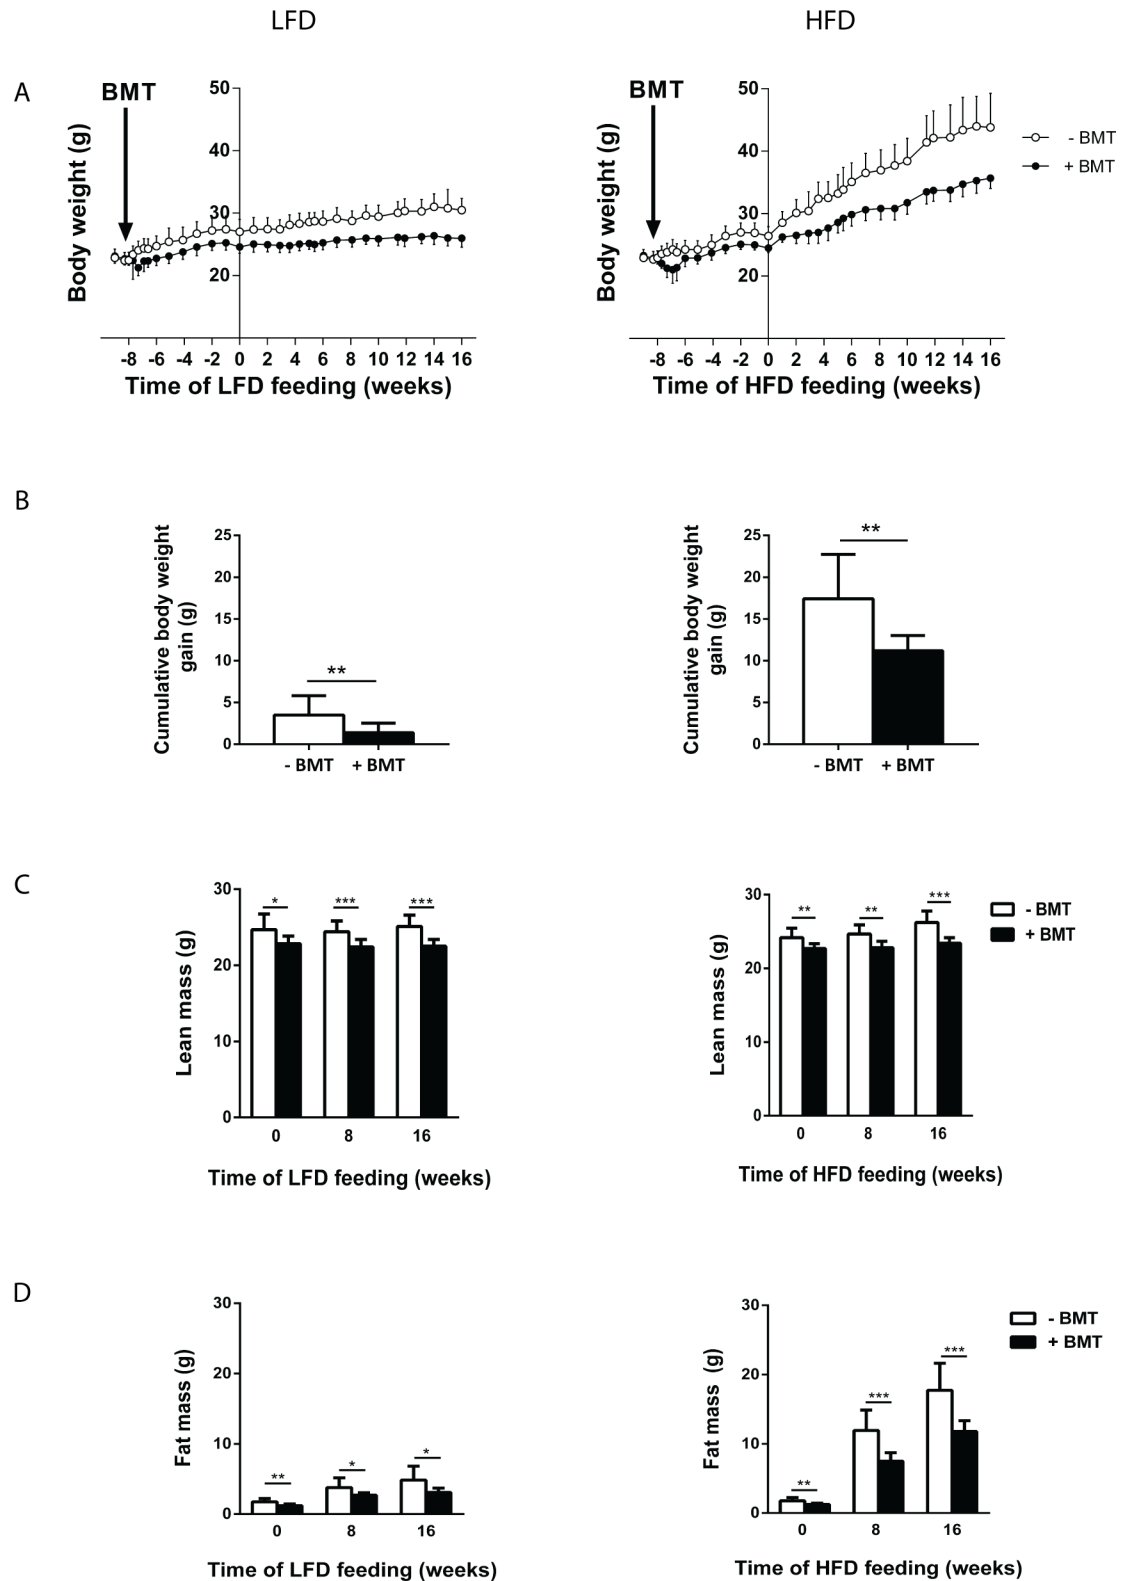 LFD
HFD
A
BMT
50
40
30
20
Body weight (g)
-8 -6 -4 -2 0 2 4 6 8 10 12 14 16
Time of LFD feeding (weeks)
BMT
50
40
30
20
Body weight (g)
-8 -6 -4 -2 0 2 4 6 8 10 12 14 16
Time of HFD feeding (weeks)
- BMT
+ BMT
B
Cumulative body weight
gain (g)
25
20
15
10
5
0
**
- BMT + BMT
Cumulative body weight
gain (g)
25
20
15
10
5
0
**
- BMT + BMT
C
Lean mass (g)
30
20
10
0
* *** ***
0 8 16
Time of LFD feeding (weeks)
Lean mass (g)
30
20
10
0
** ** ***
0 8 16
Time of HFD feeding (weeks)
- BMT
+ BMT
D
Fat mass (g)
30
20
10
0
** * *
0 8 16
Time of LFD feeding (weeks)
Fat mass (g)
30
20
10
0
** *** ***
0 8 16
Time of HFD feeding (weeks)
- BMT
+ BMT